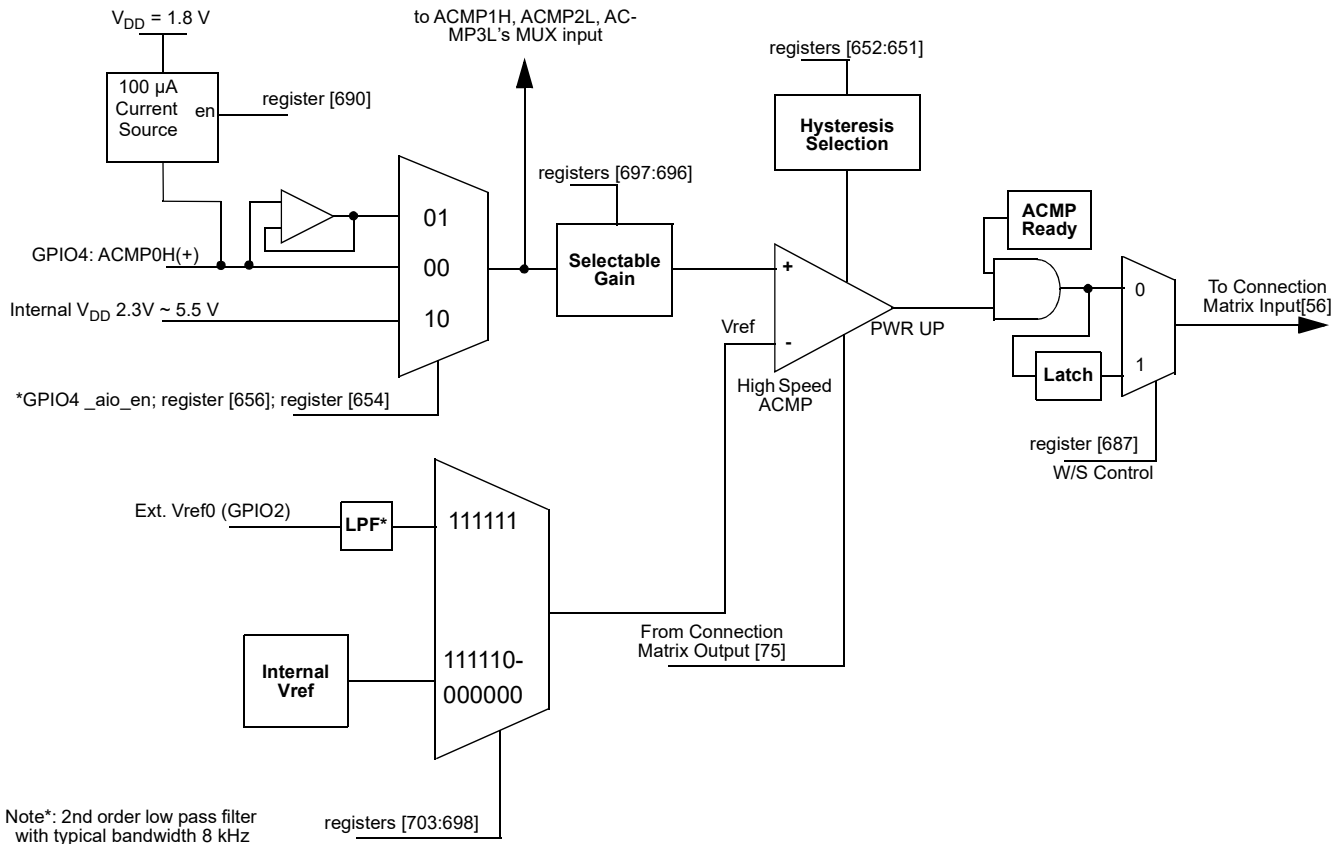 V_DD = 1.8 V
to ACMP1H, ACMP2L, AC-
MP3L's MUX input
registers [652:651]
100 µA
Current
Source
en
register [690]
Hysteresis
Selection
registers [697:696]
01
ACMP
Ready
GPIO4: ACMP0H(+)
00
Selectable
Gain
+
0
To Connection
Matrix Input[56]
Internal V_DD 2.3V ~ 5.5 V
10
Vref
-
PWR UP
1
Latch
High Speed
ACMP
*GPIO4 _aio_en; register [656]; register [654]
register [687]
W/S Control
Ext. Vref0 (GPIO2)
LPF*
111111
From Connection
Matrix Output [75]
Internal
Vref
111110-
000000
Note*: 2nd order low pass filter
with typical bandwidth 8 kHz
registers [703:698]